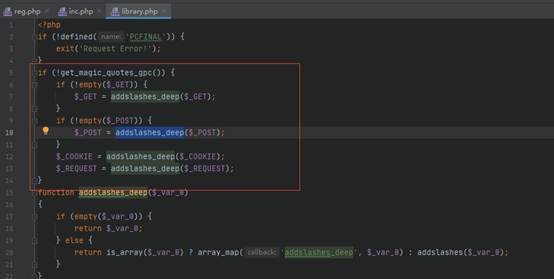 reg.php × inc.php × library.php ×
1 <?php
2 if (!defined( name: 'PCFINAL')) {
3 exit('Request Error!');
4 }
5 if (!get_magic_quotes_gpc()) {
6 if (!empty($_GET)) {
7 $_GET = addslashes_deep($_GET);
8 }
9 if (!empty($_POST)) {
10 $_POST = addslashes_deep($_POST);
11 }
12 $_COOKIE = addslashes_deep($_COOKIE);
13 $_REQUEST = addslashes_deep($_REQUEST);
14 }
15 function addslashes_deep($_var_0)
16 {
17 if (empty($_var_0)) {
18 return $_var_0;
19 } else {
20 return is_array($_var_0) ? array_map( callback: 'addslashes_deep', $_var_0) : addslashes($_var_0);
21 }
22 }